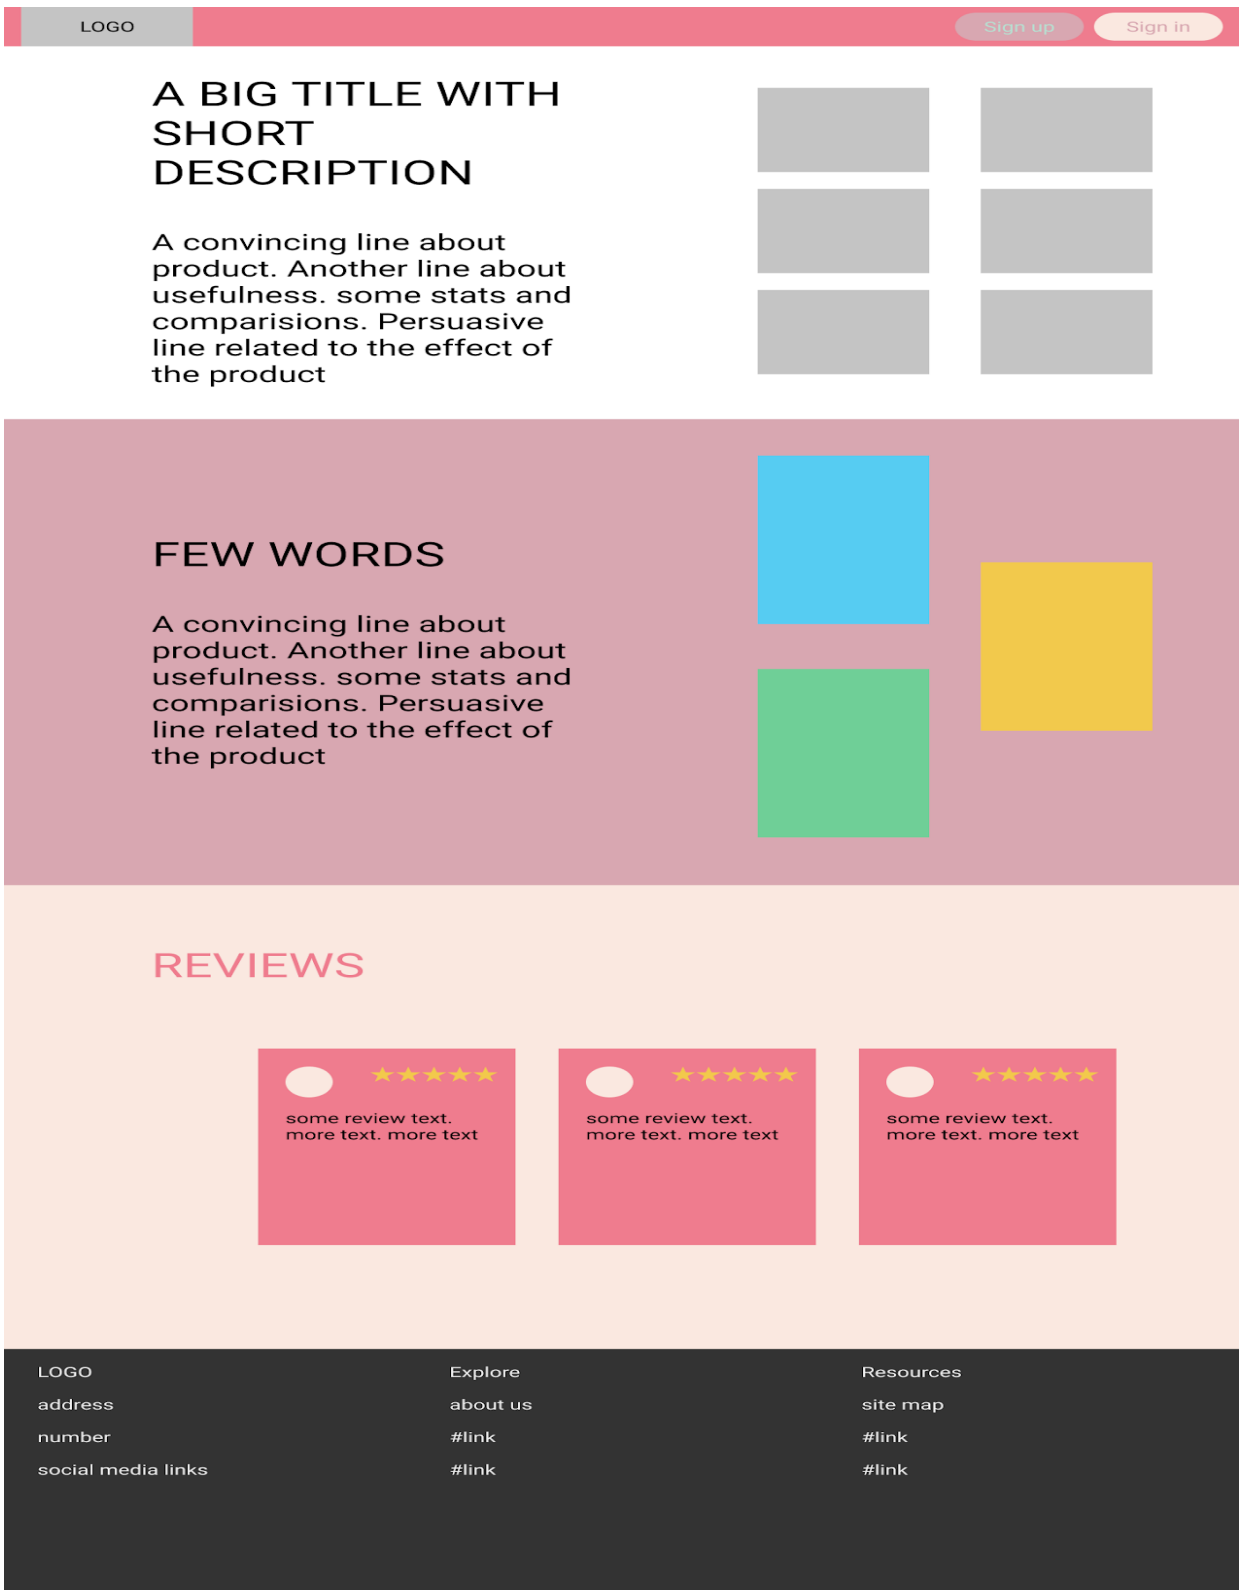 LOGO
Sign up
Sign in
A BIG TITLE WITH
SHORT
DESCRIPTION
A convincing line about
product. Another line about
usefulness. some stats and
comparisions. Persuasive
line related to the effect of
the product
FEW WORDS
A convincing line about
product. Another line about
usefulness. some stats and
comparisions. Persuasive
line related to the effect of
the product
REVIEWS
some review text.
more text. more text
some review text.
more text. more text
some review text.
more text. more text
LOGO
address
number
social media links
Explore
about us
#link
#link
Resources
site map
#link
#link